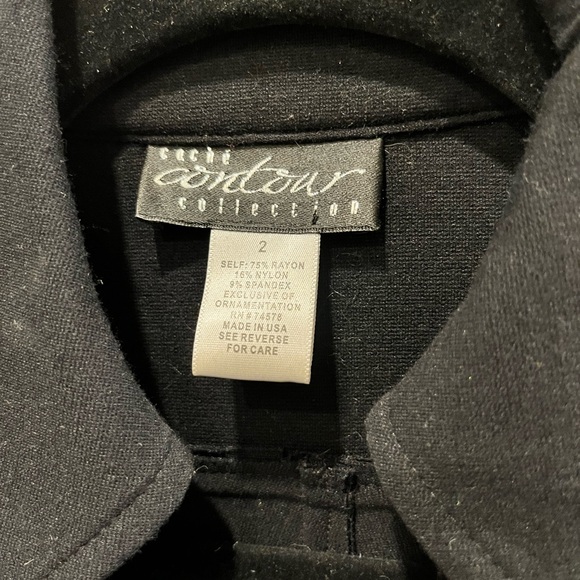 caché
contour
collection
2
SELF: 75% RAYON
16% NYLON
9% SPANDEX
EXCLUSIVE OF
ORNAMENTATION
RN # 74578
MADE IN USA
SEE REVERSE
FOR CARE